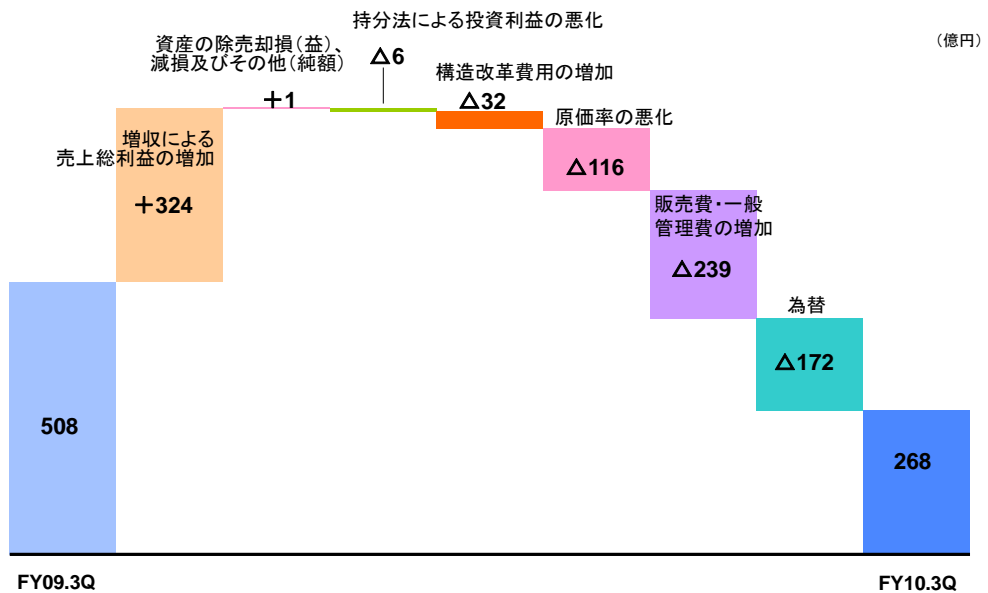 (億円)
持分法による投資利益の悪化
△6
資産の除売却損(益)、
減損及びその他(純額)
＋1
構造改革費用の増加
△32
原価率の悪化
△116
増収による
売上総利益の増加
＋324
販売費・一般
管理費の増加
△239
為替
△172
508
268
FY09.3Q
FY10.3Q